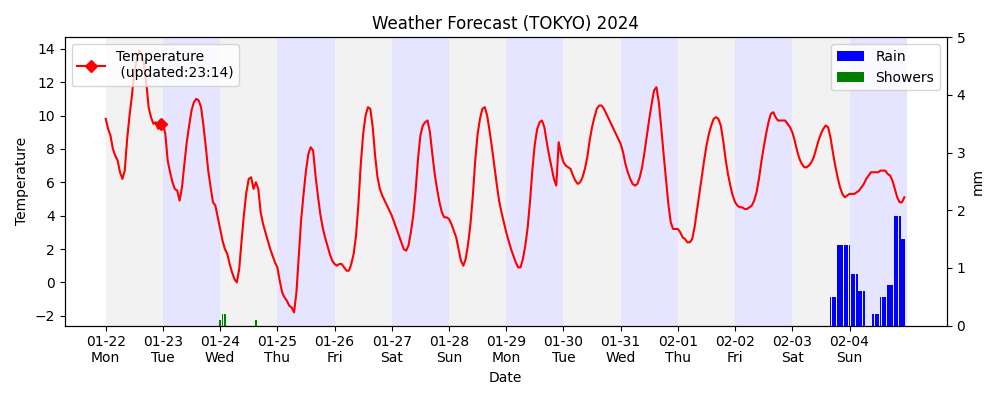 Weather Forecast (TOKYO) 2024
Temperature
(updated:23:14)
Rain
Showers
Temperature
14
12
10
8
6
4
2
0
−2
5
4
3
2
1
0
mm
01-22 01-23 01-24 01-25 01-26 01-27 01-28 01-29 01-30 01-31 02-01 02-02 02-03 02-04
Mon Tue Wed Thu Fri Sat Sun Mon Tue Wed Thu Fri Sat Sun
Date